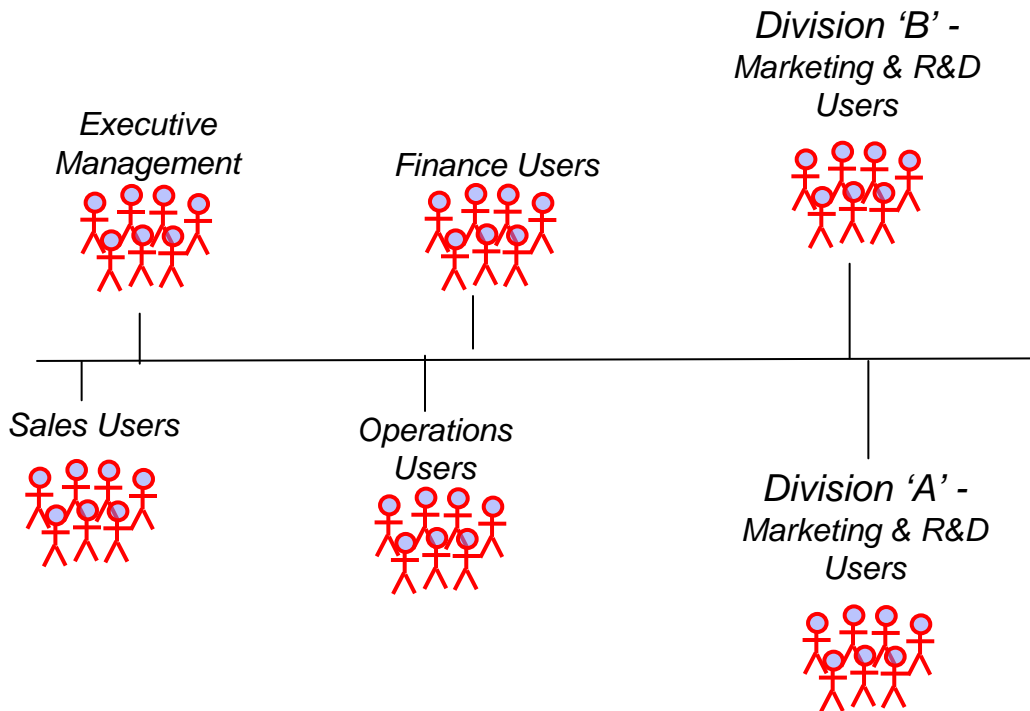 Division ‘B’ -
Marketing & R&D
Users
Executive
Management
Finance Users
Sales Users
Operations
Users
Division ‘A’ -
Marketing & R&D
Users